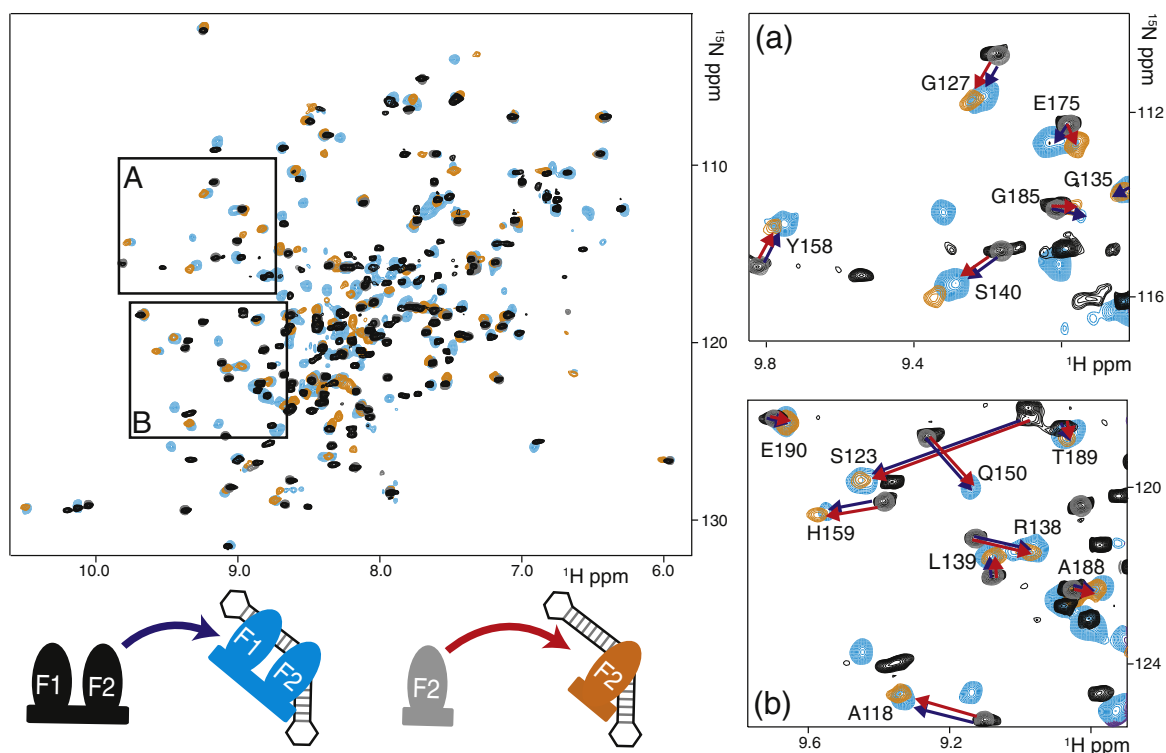 A
B
110
120
130
¹⁵N ppm
10.0
9.0
8.0
7.0
6.0
¹H ppm
F1
F2
F1
F2
F2
F2
(a)
G127
E175
G135
G185
Y158
S140
112
116
¹⁵N ppm
9.8
9.4
¹H ppm
E190
S123
T189
Q150
H159
R138
L139
A188
A118
(b)
120
124
¹⁵N ppm
9.6
9.2
¹H ppm